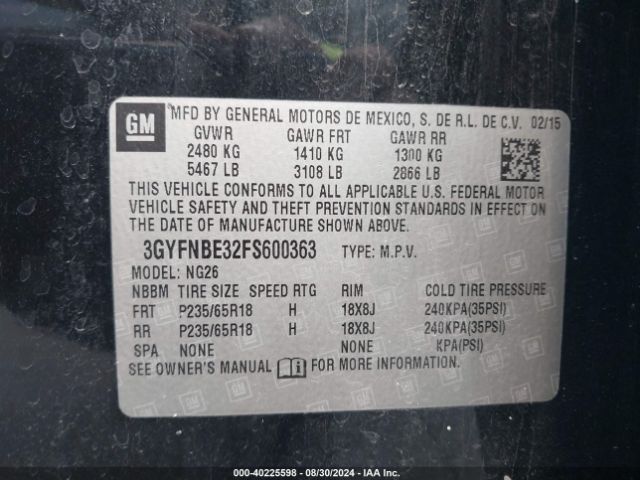 GM
MFD BY GENERAL MOTORS DE MEXICO, S. DE R.L. DE C.V. 02/15
GVWR GAWR FRT GAWR RR
2480 KG 1410 KG 1300 KG
5467 LB 3108 LB 2866 LB
THIS VEHICLE CONFORMS TO ALL APPLICABLE U.S. FEDERAL MOTOR
VEHICLE SAFETY AND THEFT PREVENTION STANDARDS IN EFFECT ON
THE DATE OF MANUFACTURE SHOWN ABOVE.
3GYFNBE32FS600363 TYPE: M.P.V.
MODEL: NG26
NBBM TIRE SIZE SPEED RTG RIM COLD TIRE PRESSURE
FRT P235/65R18 H 18X8J 240KPA(35PSI)
RR P235/65R18 H 18X8J 240KPA(35PSI)
SPA NONE NONE KPA(PSI)
SEE OWNER'S MANUAL FOR MORE INFORMATION.
000-40225598 - 08/30/2024 - IAA Inc.